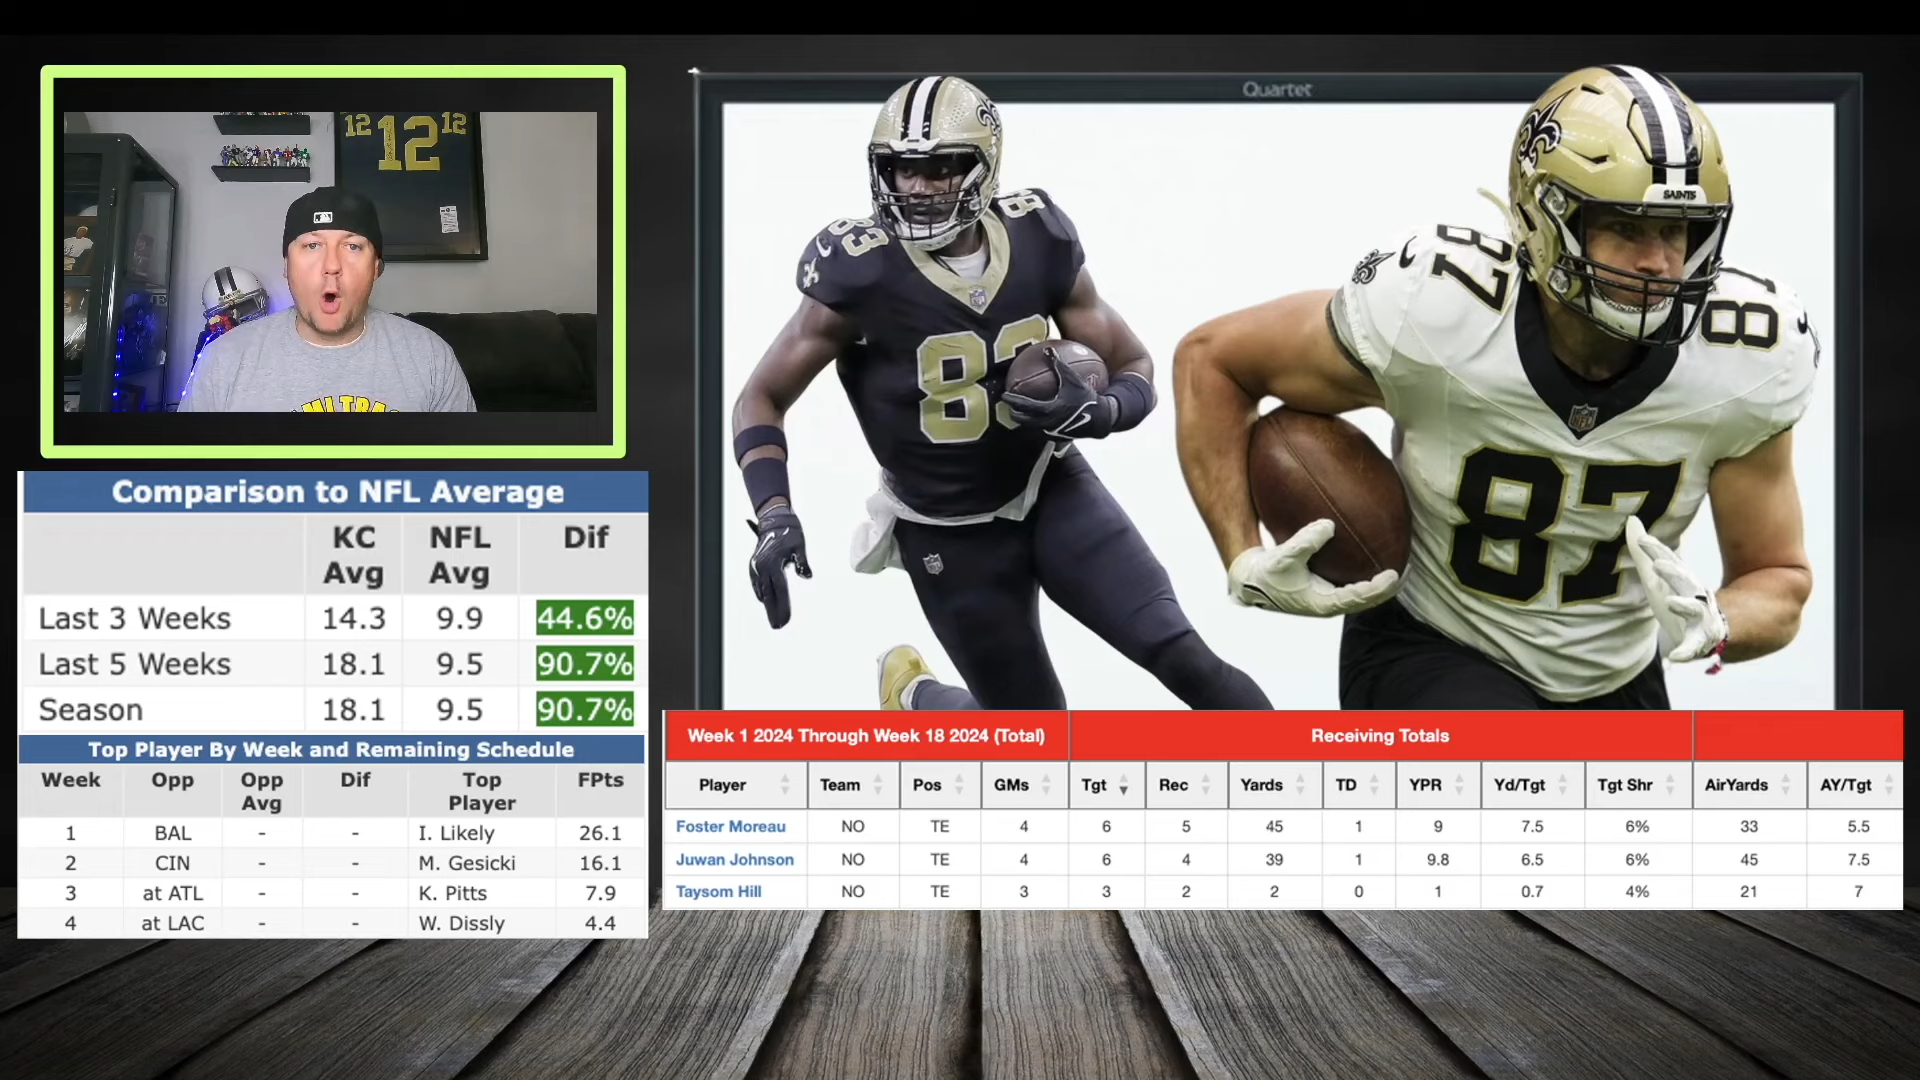 12 12 12
Quartet
83
83
83
SAINTS
87
87
87
Comparison to NFL Average
KC Avg NFL Avg Dif
Last 3 Weeks 14.3 9.9 44.6%
Last 5 Weeks 18.1 9.5 90.7%
Season 18.1 9.5 90.7%
Top Player By Week and Remaining Schedule
Week Opp Opp Avg Dif Top Player FPts
1 BAL - - I. Likely 26.1
2 CIN - - M. Gesicki 16.1
3 at ATL - - K. Pitts 7.9
4 at LAC - - W. Dissly 4.4
Week 1 2024 Through Week 18 2024 (Total) Receiving Totals
Player Team Pos GMs Tgt Rec Yards TD YPR Yd/Tgt Tgt Shr AirYards AY/Tgt
Foster Moreau NO TE 4 6 5 45 1 9 7.5 6% 33 5.5
Juwan Johnson NO TE 4 6 4 39 1 9.8 6.5 6% 45 7.5
Taysom Hill NO TE 3 3 2 2 0 1 0.7 4% 21 7